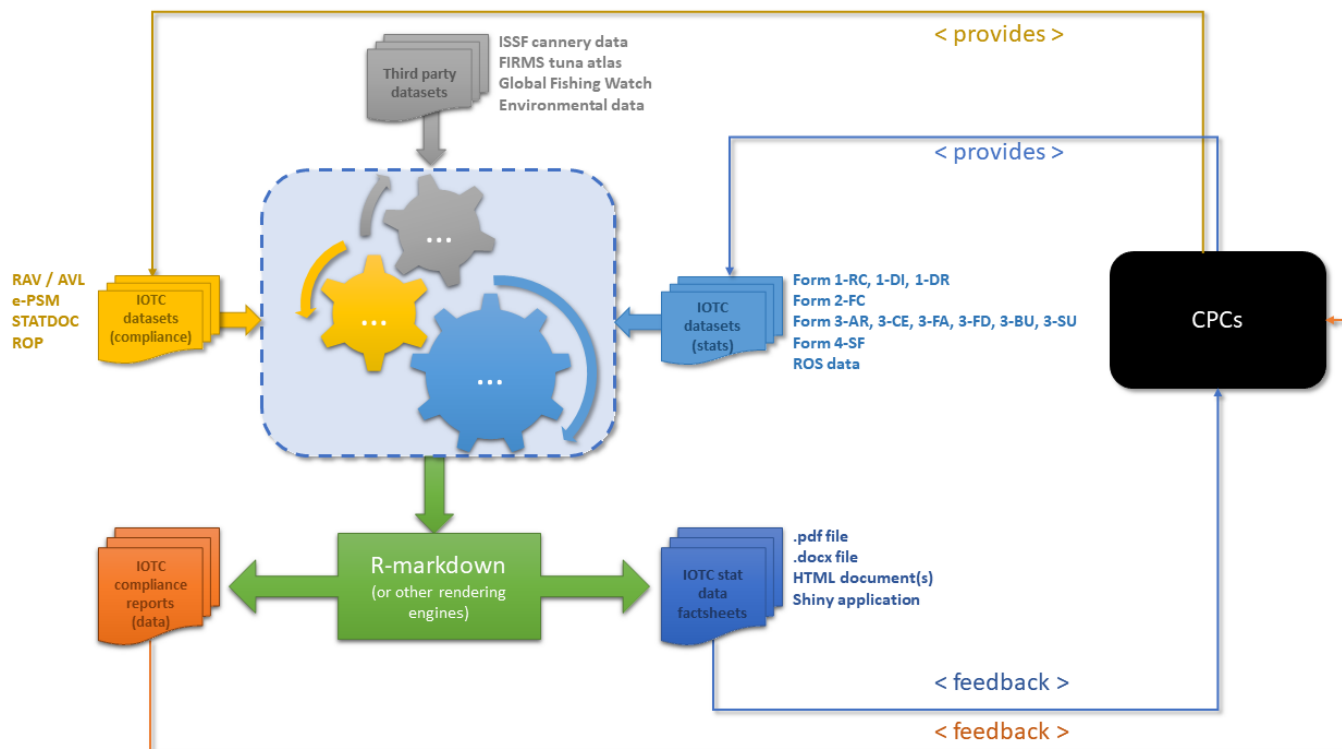 < provides >
ISSF cannery data
FIRMS tuna atlas
Global Fishing Watch
Environmental data
Third party
datasets
< provides >
...
RAV / AVL
e-PSM
STATDOC
ROP
IOTC
datasets
(compliance)
...
...
IOTC
datasets
(stats)
Form 1-RC, 1-DI, 1-DR
Form 2-FC
Form 3-AR, 3-CE, 3-FA, 3-FD, 3-BU, 3-SU
Form 4-SF
ROS data
CPCs
IOTC
compliance
reports
(data)
R-markdown
(or other rendering
engines)
IOTC stat
data
factsheets
.pdf file
.docx file
HTML document(s)
Shiny application
< feedback >
< feedback >